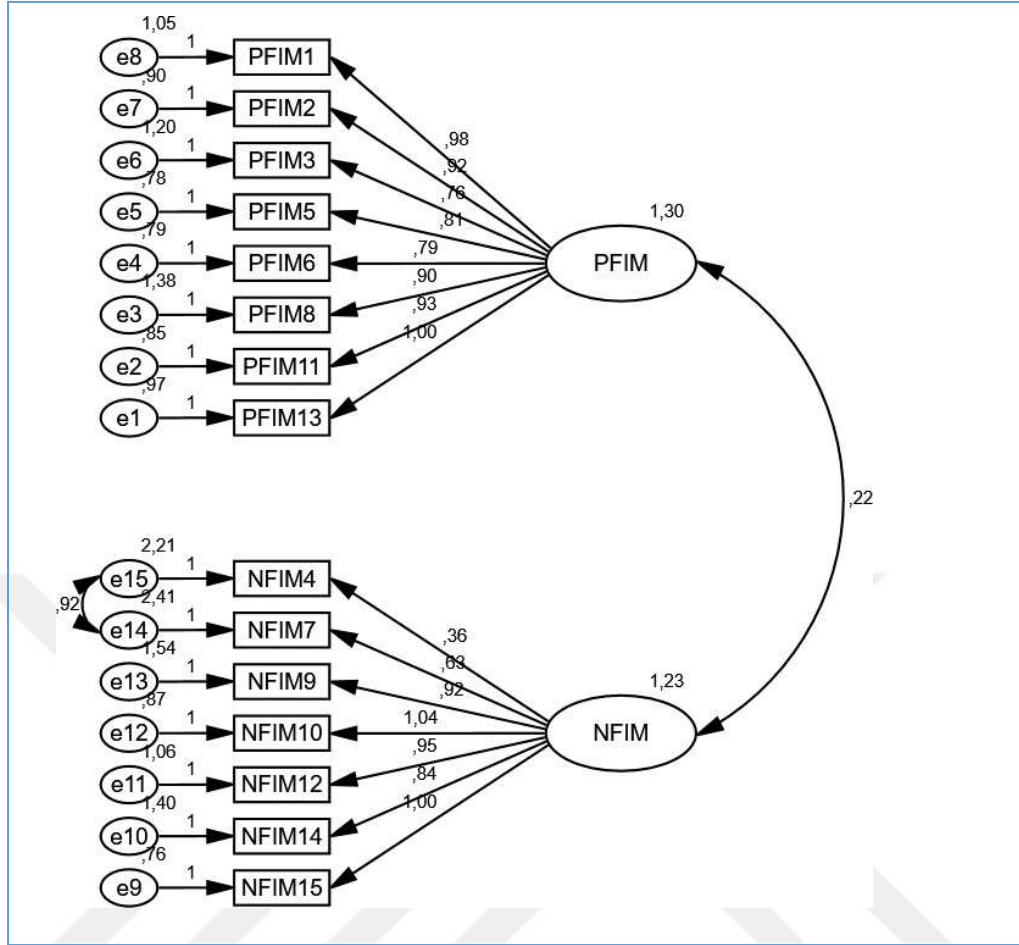 1,05
e8 1 PFIM1
,90
e7 1 PFIM2
1,20
e6 1 PFIM3
,78
e5 1 PFIM5
,79
e4 1 PFIM6
1,38
e3 1 PFIM8
,85
e2 1 PFIM11
,97
e1 1 PFIM13
,98
,92
,76
,81
,79
,90
,93
1,00
1,30
PFIM
,22
2,21
e15 1 NFIM4
,92
2,41
e14 1 NFIM7
1,54
e13 1 NFIM9
,87
e12 1 NFIM10
1,06
e11 1 NFIM12
1,40
e10 1 NFIM14
,76
e9 1 NFIM15
,36
,63
,92
1,04
,95
,84
1,00
1,23
NFIM